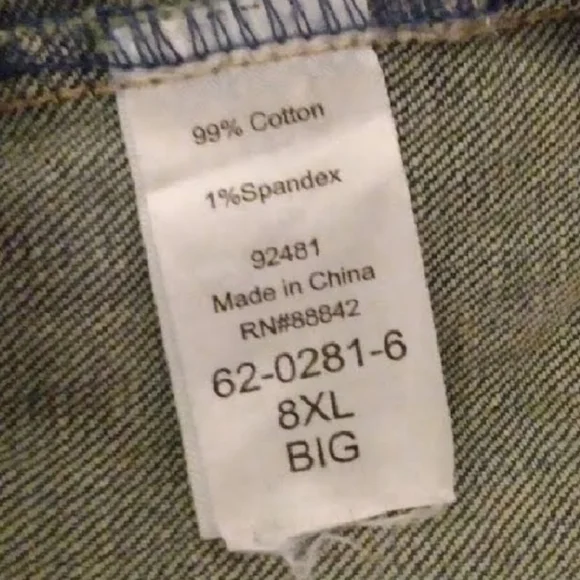 99% Cotton
1%Spandex
92481
Made in China
RN#88842
62-0281-6
8XL
BIG